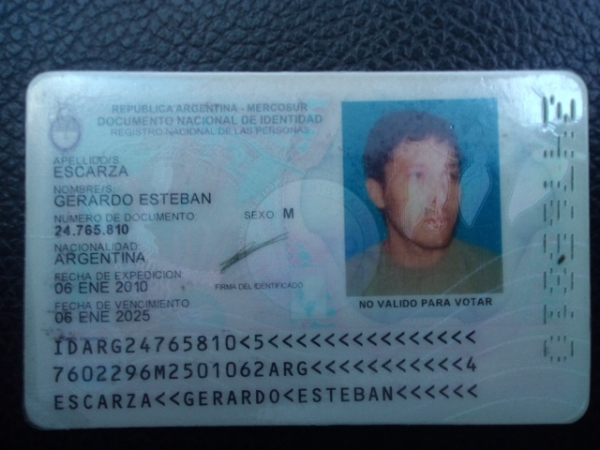 REPUBLICA ARGENTINA - MERCOSUR
DOCUMENTO NACIONAL DE IDENTIDAD
REGISTRO NACIONAL DE LAS PERSONAS
APELLIDO/S
ESCARZA
NOMBRE/S
GERARDO ESTEBAN
NUMERO DE DOCUMENTO SEXO M
24.765.810
NACIONALIDAD
ARGENTINA
FECHA DE EXPEDICION
06 ENE 2010
FIRMA DEL IDENTIFICADO
FECHA DE VENCIMIENTO
06 ENE 2025
NO VALIDO PARA VOTAR
IDARG24765810<5<<<<<<<<<<<<<<<
7602296M2501062ARG<<<<<<<<<<<4
ESCARZA<<GERARDO<ESTEBAN<<<<<<